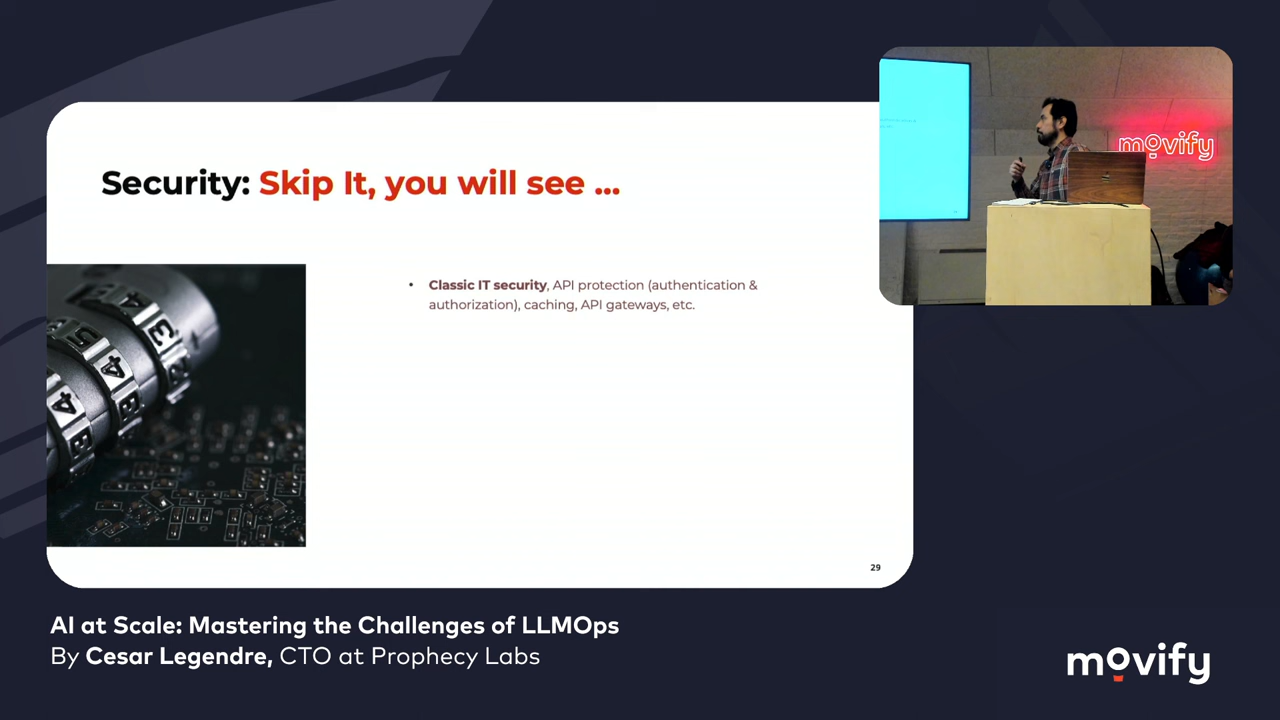 Security: Skip It, you will see ...
• Classic IT security, API protection (authentication &
authorization), caching, API gateways, etc.
29
movify
AI at Scale: Mastering the Challenges of LLMOps
By Cesar Legendre, CTO at Prophecy Labs
movify